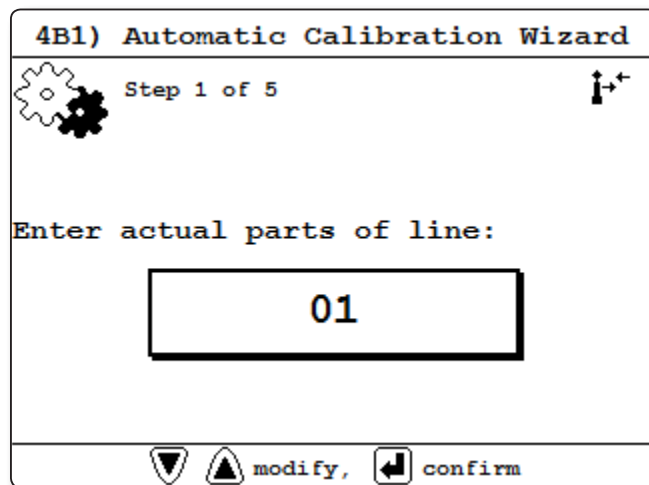 4B1) Automatic Calibration Wizard
Step 1 of 5
Enter actual parts of line:
01
modify, confirm